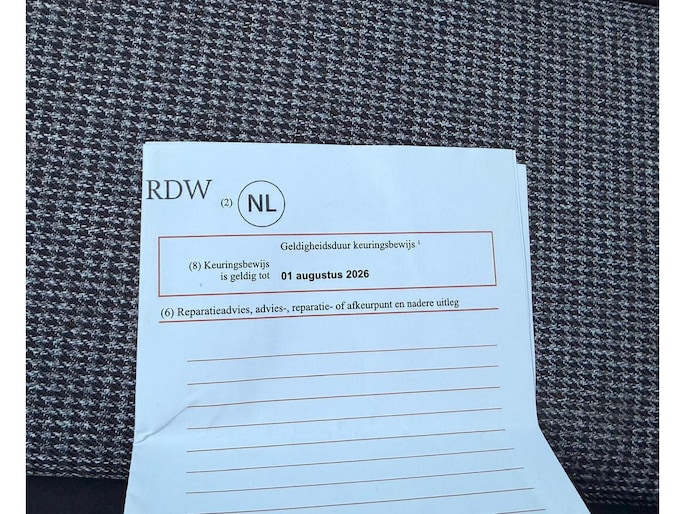 RDW (2) NL
Geldigheidsduur keuringsbewijs ¹
(8) Keuringsbewijs
is geldig tot 01 augustus 2026
(6) Reparatieadvies, advies-, reparatie- of afkeurpunt en nadere uitleg